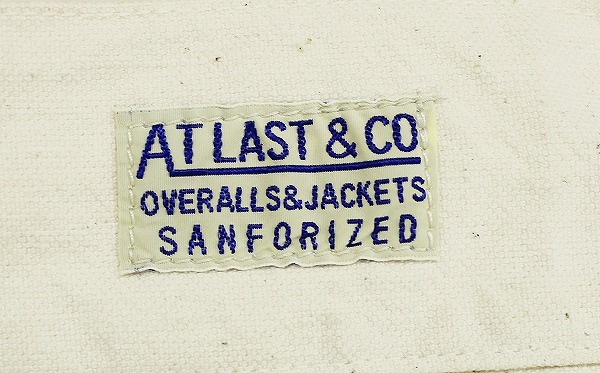 AT LAST & CO
OVERALLS&JACKETS
SANFORIZED